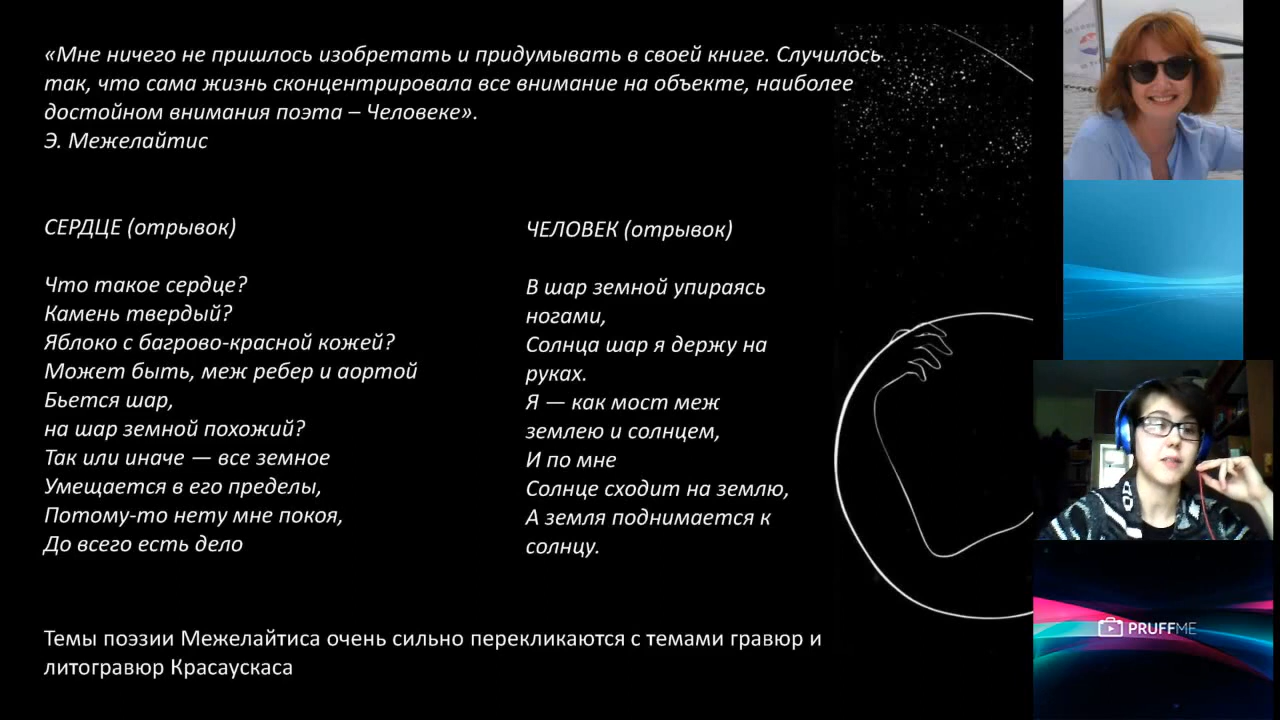 «Мне ничего не пришлось изобретать и придумывать в своей книге. Случилось
так, что сама жизнь сконцентрировала все внимание на объекте, наиболее
достойном внимания поэта – Человеке».
Э. Межелайтис
СЕРДЦЕ (отрывок)
Что такое сердце?
Камень твердый?
Яблоко с багрово-красной кожей?
Может быть, меж ребер и аортой
Бьется шар,
на шар земной похожий?
Так или иначе — все земное
Умещается в его пределы,
Потому-то нету мне покоя,
До всего есть дело
ЧЕЛОВЕК (отрывок)
В шар земной упираясь
ногами,
Солнца шар я держу на
руках.
Я — как мост меж
землею и солнцем,
И по мне
Солнце сходит на землю,
А земля поднимается к
солнцу.
Темы поэзии Межелайтиса очень сильно перекликаются с темами гравюр и
литогравюр Красаускаса
PRUFFME